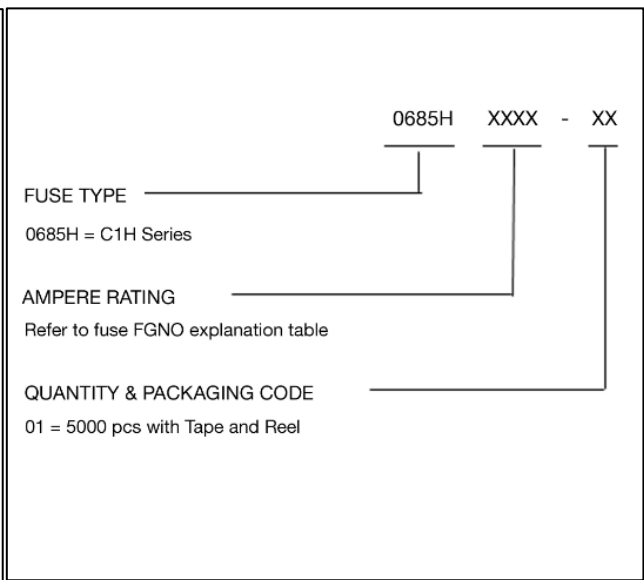 0685H XXXX - XX
FUSE TYPE
0685H = C1H Series
AMPERE RATING
Refer to fuse FGNO explanation table
QUANTITY & PACKAGING CODE
01 = 5000 pcs with Tape and Reel